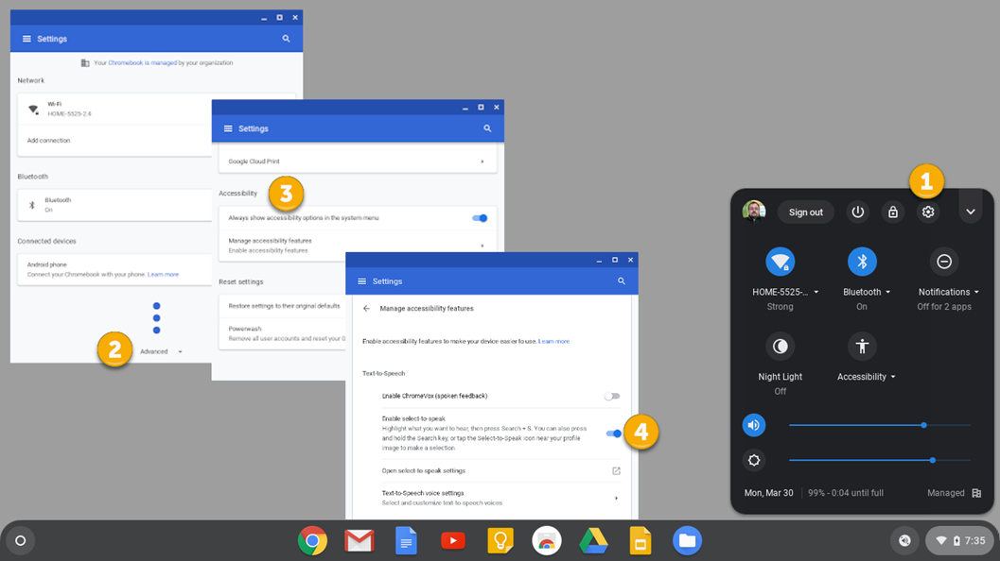 Settings
Your Chromebook is managed by your organization
Network
Wi-Fi
HOME-5525-2.4
Add connection
Bluetooth
Bluetooth
On
Connected devices
Android phone
Connect your Chromebook with your phone. Learn more
2
Advanced
Settings
Google Cloud Print
Accessibility
3
Always show accessibility options in the system menu
Manage accessibility features
Enable accessibility features
Reset settings
Restore settings to their original defaults
Powerwash
Remove all user accounts and reset your G
Settings
Manage accessibility features
Enable accessibility features to make your device easier to use. Learn more
Text-to-Speech
Enable ChromeVox (spoken feedback)
Enable select-to-speak
Highlight what you want to hear, then press Search + S. You can also press
and hold the Search key, or tap the Select-to-Speak icon near your profile
image to make a selection.
4
Open select-to-speak settings
Text-to-Speech voice settings
Select and customize text-to-speech voices
1
Sign out
HOME-5525-... Bluetooth Notifications
Strong On Off for 2 apps
Night Light Accessibility
Off
Mon, Mar 30 99% - 0:04 until full Managed
7:35